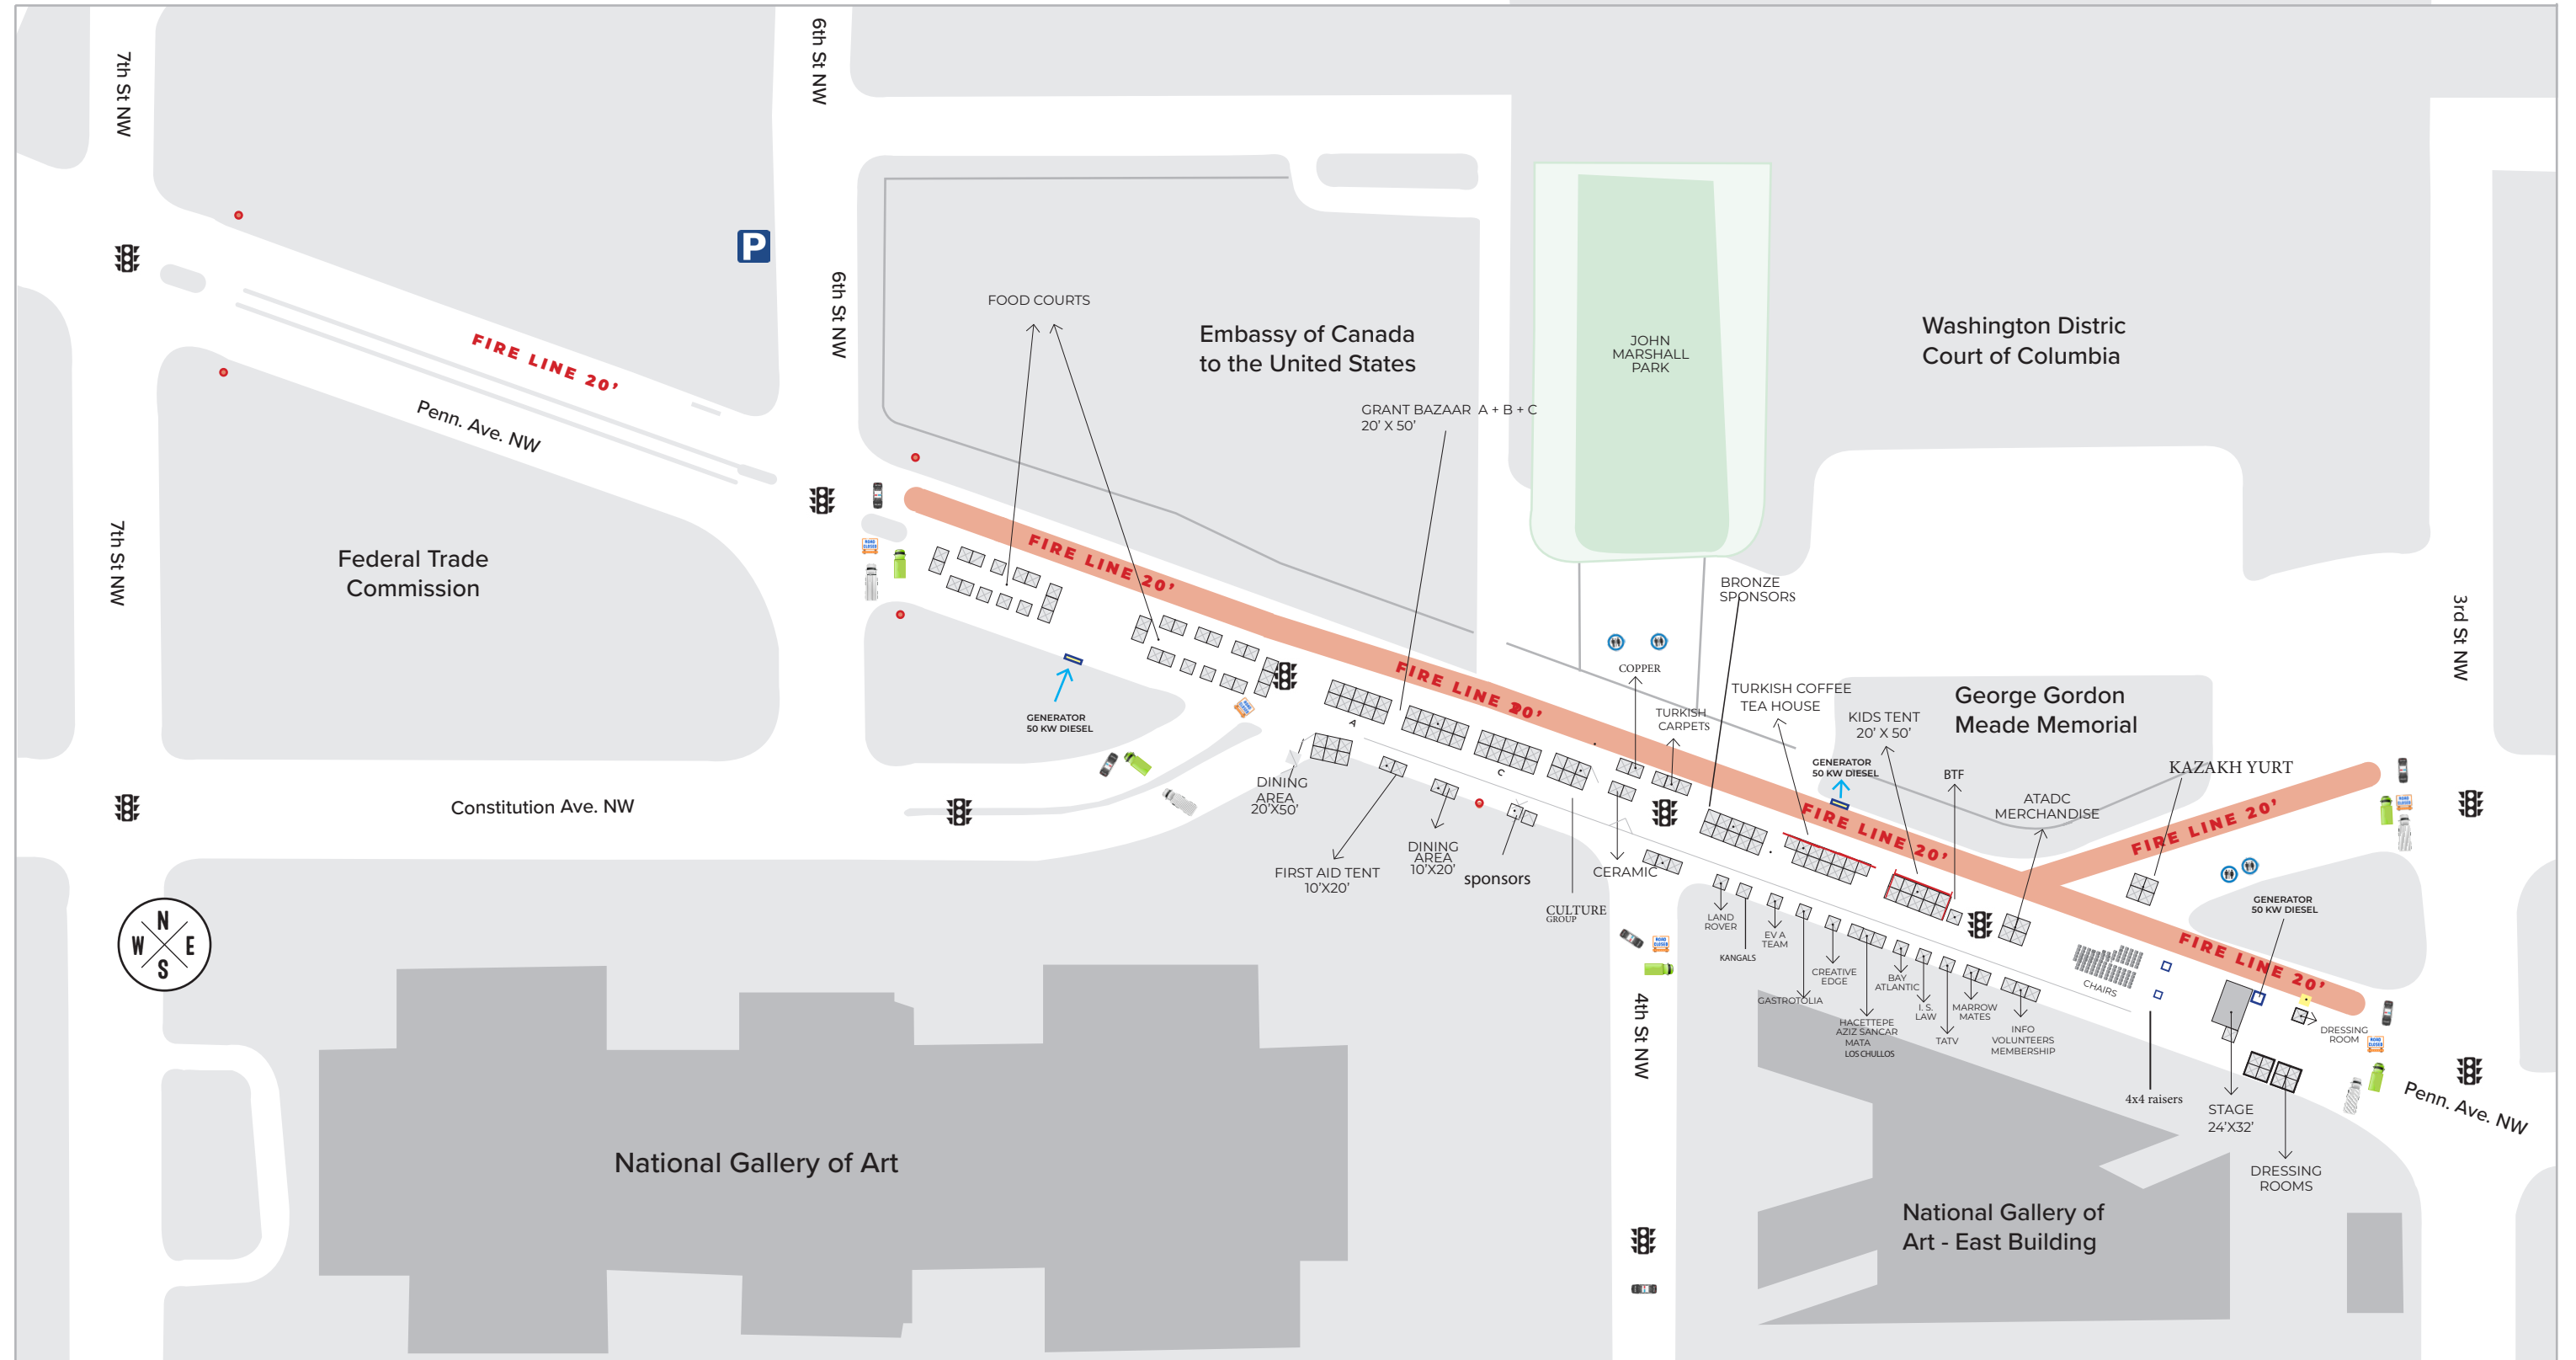 7th St NW
6th St NW
P
6th St NW
FIRE LINE 20'
Penn. Ave. NW
FOOD COURTS
Embassy of Canada
to the United States
GRANT BAZAAR A + B + C
20' X 50'
JOHN
MARSHALL
PARK
Washington Distric
Court of Columbia
7th St NW
Federal Trade
Commission
FIRE LINE 20'
BRONZE
SPONSORS
3rd St NW
COPPER
FIRE LINE 20'
TURKISH
CARPETS
TURKISH COFFEE
TEA HOUSE
KIDS TENT
20' X 50'
George Gordon
Meade Memorial
GENERATOR
50 KW DIESEL
A
C
GENERATOR
50 KW DIESEL
BTF
KAZAKH YURT
ATADC
MERCHANDISE
FIRE LINE 20'
FIRE LINE 20'
DINING
AREA
20'X50'
Constitution Ave. NW
FIRST AID TENT
10'X20'
DINING
AREA
10'X20'
sponsors
CERAMIC
CULTURE
GROUP
LAND
ROVER
KANGALS
EV A
TEAM
GASTROTOLIA
CREATIVE
EDGE
HACETTEPE
AZIZ SANCAR
MATA
LOS CHULLOS
BAY
ATLANTIC
I. S.
LAW
TATV
MARROW
MATES
INFO
VOLUNTEERS
MEMBERSHIP
CHAIRS
GENERATOR
50 KW DIESEL
FIRE LINE 20'
DRESSING
ROOM
N
W E
S
4th St NW
4x4 raisers
STAGE
24'X32'
Penn. Ave. NW
DRESSING
ROOMS
National Gallery of Art
National Gallery of
Art - East Building